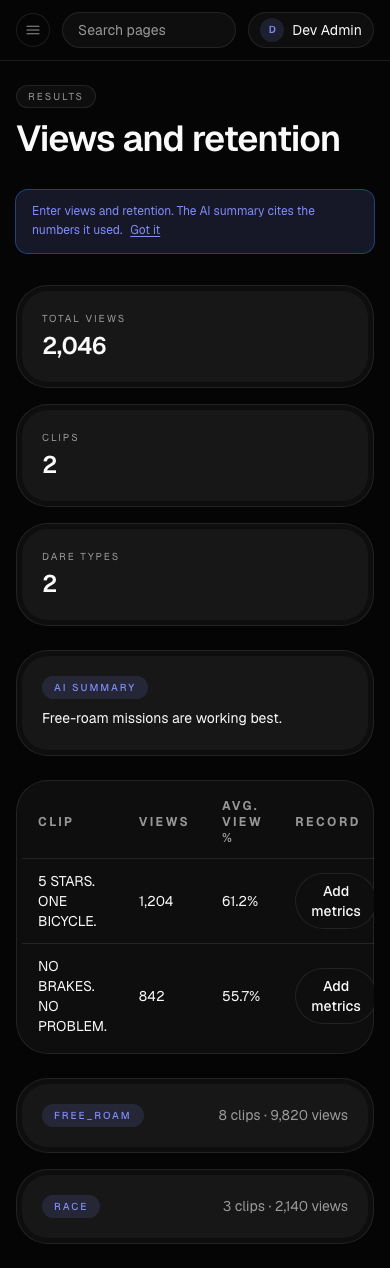 Search pages
D
Dev Admin
RESULTS
Views and retention
Enter views and retention. The AI summary cites the
numbers it used. Got it
TOTAL VIEWS
2,046
CLIPS
2
DARE TYPES
2
AI SUMMARY
Free-roam missions are working best.
CLIP VIEWS AVG. VIEW % RECORD
5 STARS. ONE BICYCLE. 1,204 61.2% Add metrics
NO BRAKES. NO PROBLEM. 842 55.7% Add metrics
FREE_ROAM 8 clips · 9,820 views
RACE 3 clips · 2,140 views